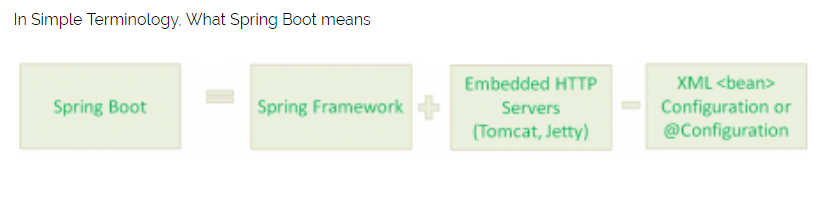 In Simple Terminology, What Spring Boot means
Spring Boot
=
Spring Framework
+
Embedded HTTP
Servers
(Tomcat, Jetty)
-
XML <bean>
Configuration or
@Configuration